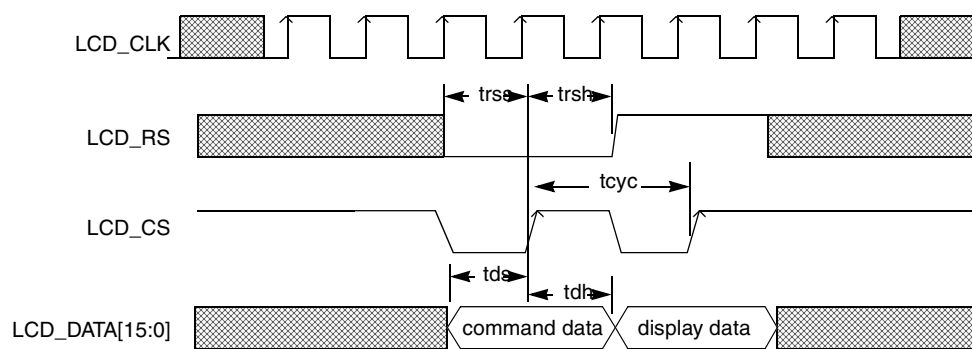 LCD_CLK
trss
trsh
LCD_RS
tcyc
LCD_CS
tds
tdh
LCD_DATA[15:0]
command data
display data